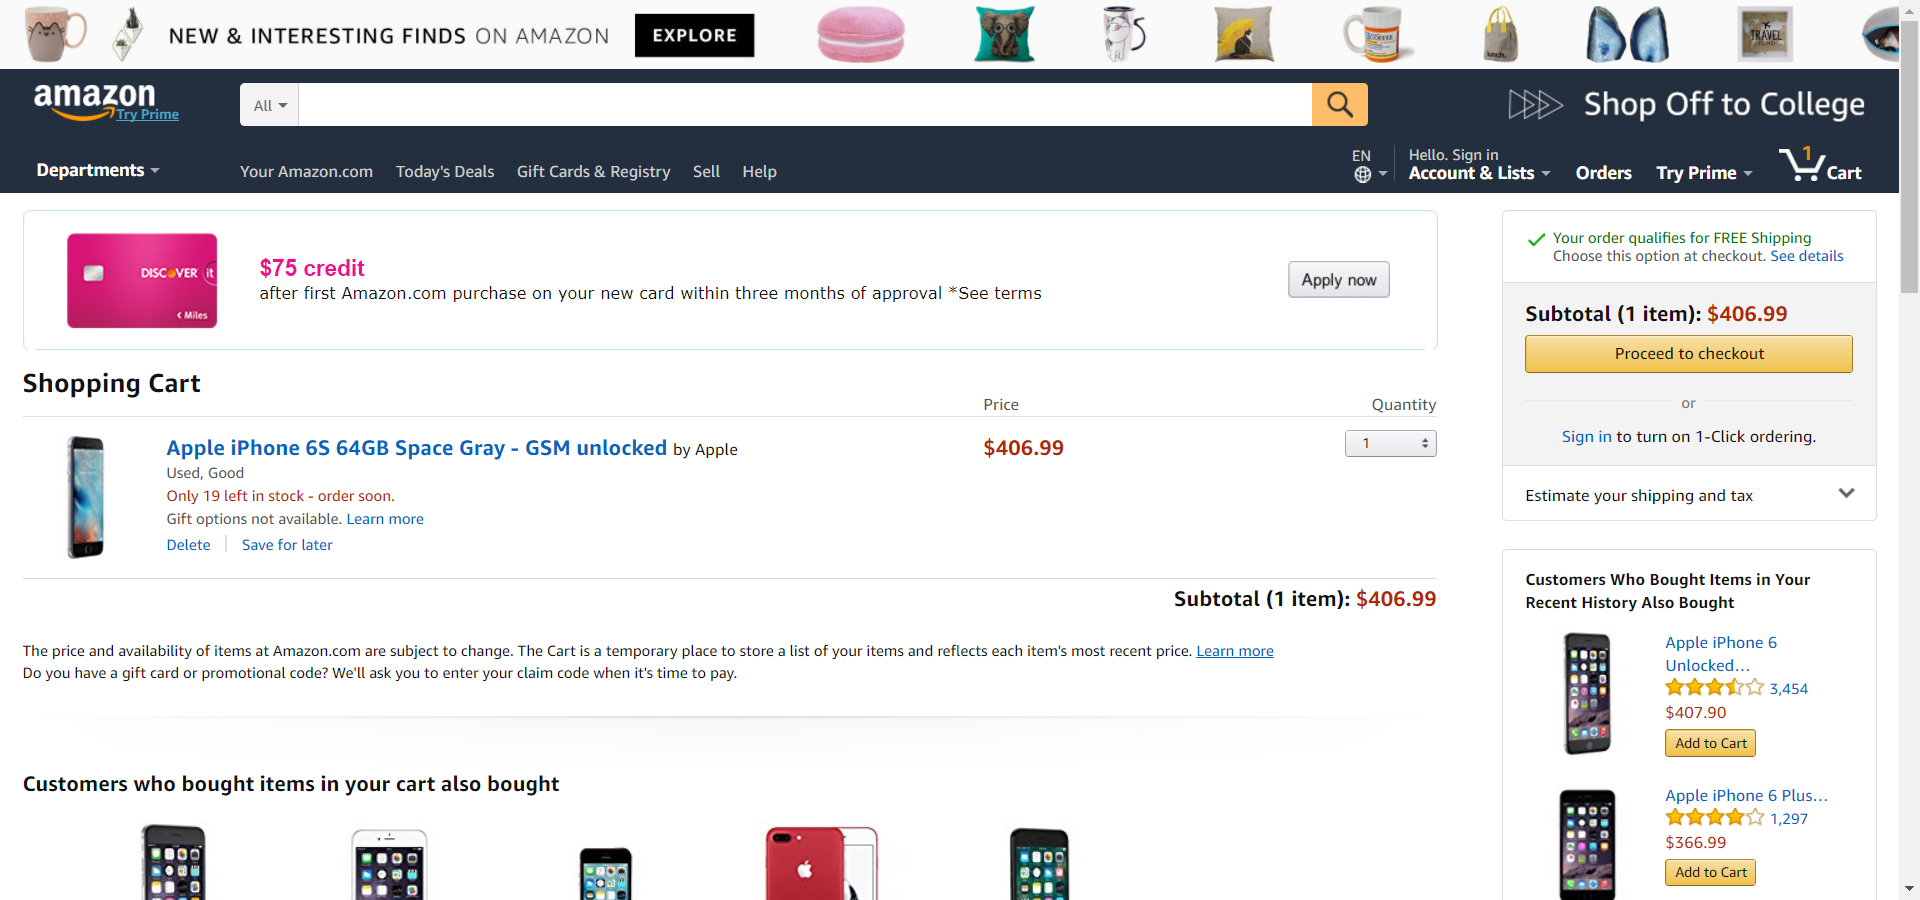 NEW & INTERESTING FINDS ON AMAZON EXPLORE
COFFEE
lunch.
TRAVEL
FUND
amazon
Try Prime
All
Shop Off to College
Departments
Your Amazon.com Today's Deals Gift Cards & Registry Sell Help
EN
Hello. Sign in
Account & Lists
Orders
Try Prime
1
Cart
DISCOVER it
Miles
$75 credit
after first Amazon.com purchase on your new card within three months of approval *See terms
Apply now
Shopping Cart
Price Quantity
Apple iPhone 6S 64GB Space Gray - GSM unlocked by Apple
$406.99
1
Used, Good
Only 19 left in stock - order soon.
Gift options not available. Learn more
Delete Save for later
Subtotal (1 item): $406.99
The price and availability of items at Amazon.com are subject to change. The Cart is a temporary place to store a list of your items and reflects each item's most recent price. Learn more
Do you have a gift card or promotional code? We'll ask you to enter your claim code when it's time to pay.
Customers who bought items in your cart also bought
Your order qualifies for FREE Shipping
Choose this option at checkout. See details
Subtotal (1 item): $406.99
Proceed to checkout
or
Sign in to turn on 1-Click ordering.
Estimate your shipping and tax
Customers Who Bought Items in Your
Recent History Also Bought
Apple iPhone 6
Unlocked…
3,454
$407.90
Add to Cart
Apple iPhone 6 Plus…
1,297
$366.99
Add to Cart